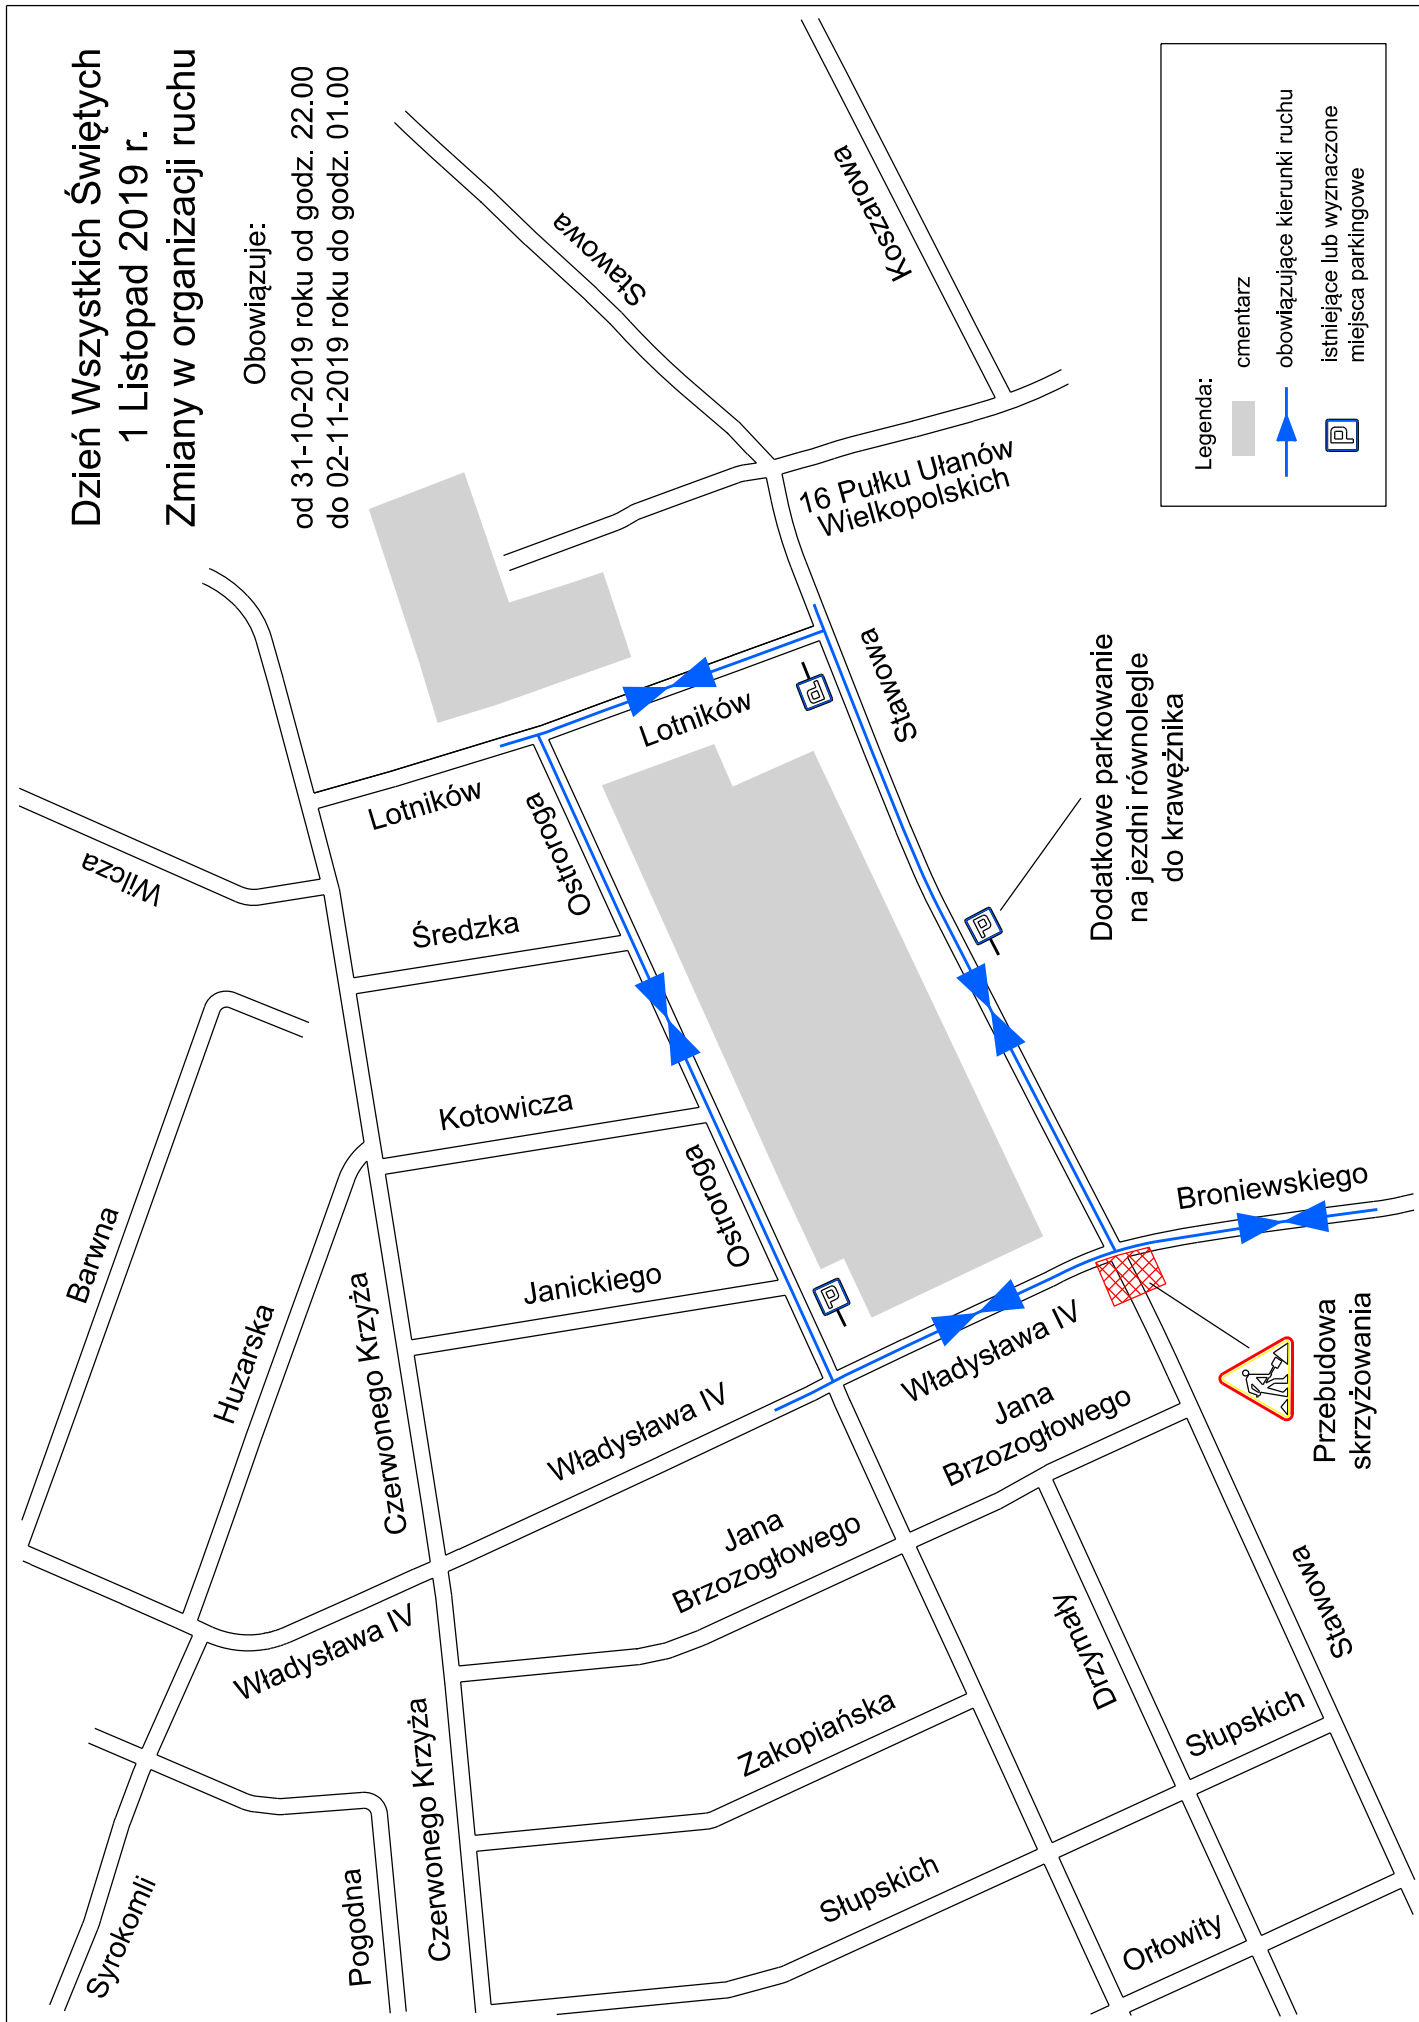 Dzień Wszystkich Świętych
1 Listopad 2019 r.
Zmiany w organizacji ruchu
Obowiązuje:
od 31-10-2019 roku od godz. 22.00
do 02-11-2019 roku do godz. 01.00
Syrokomli
Pogodna
Barwna
Huzarska
Wilcza
Władysława IV
Czerwonego Krzyża
Czerwonego Krzyża
Średzka
Kotowicza
Janickiego
Lotników
Ostroga
Ostroga
Lotników
Stawowa
Koszarowa
16 Pułku Ułanów
Wielkopolskich
Stawowa
Władysława IV
Władysława IV
Jana
Brzozogłowego
Jana
Brzozogłowego
Zakopiańska
Słupskich
Drzymały
Słupskich
Orłowity
Stawowa
Broniewskiego
P
P
P
Dodatkowe parkowanie
na jezdni równolegle
do krawężnika
Przebudowa
skrzyżowania
Legenda:
cmentarz
obowiązujące kierunki ruchu
P
istniejące lub wyznaczone
miejsca parkingowe